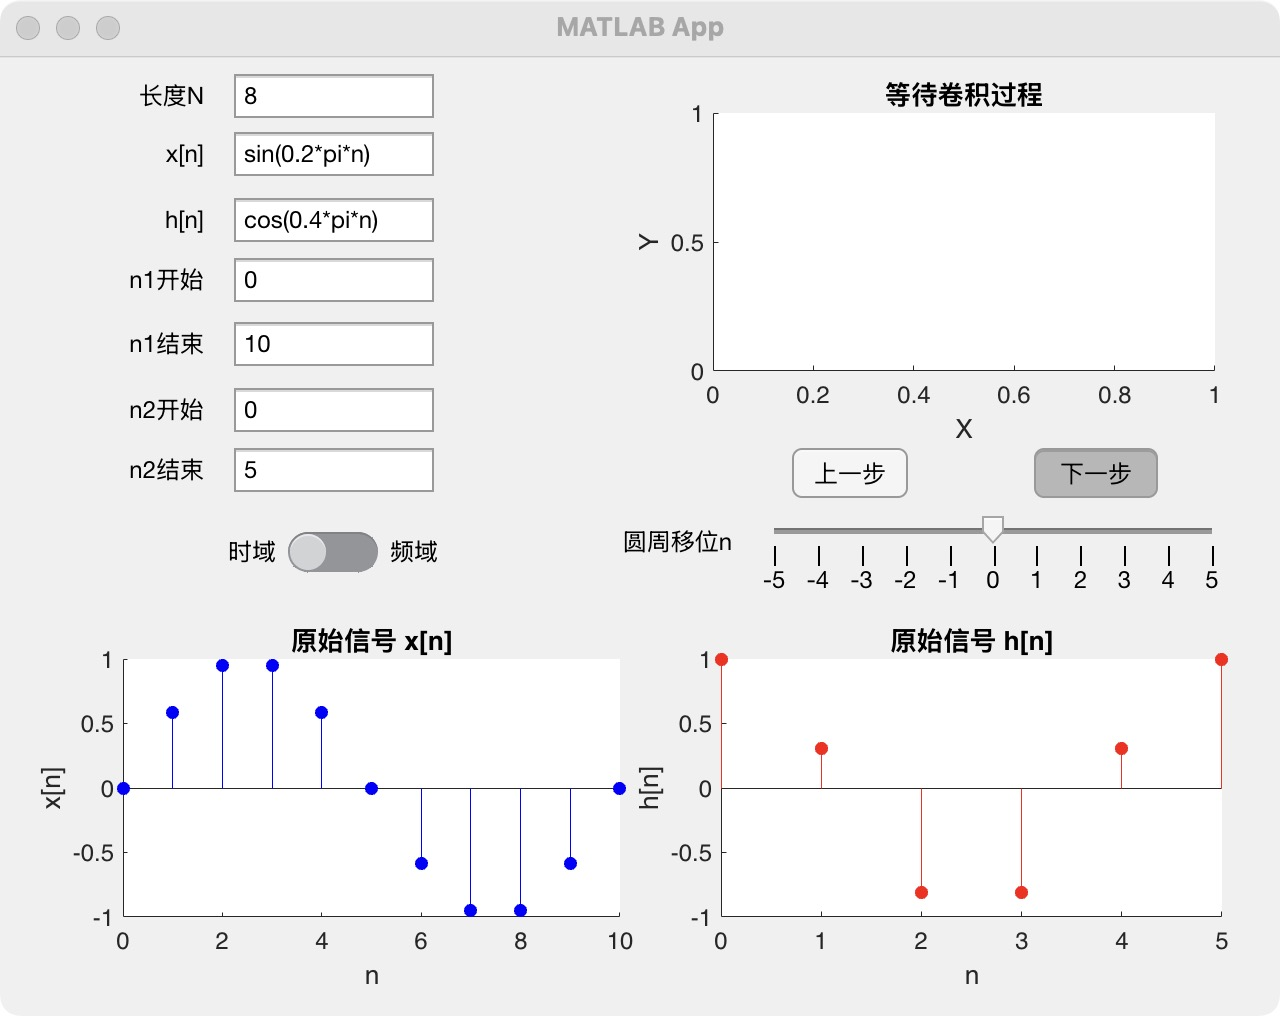 MATLAB App
长度N 8
x[n] sin(0.2*pi*n)
h[n] cos(0.4*pi*n)
n1开始 0
n1结束 10
n2开始 0
n2结束 5
时域 频域
等待卷积过程
1
0.5
0
Y
0 0.2 0.4 0.6 0.8 1
X
上一步 下一步
圆周移位n
-5 -4 -3 -2 -1 0 1 2 3 4 5
原始信号 x[n]
1
0.5
0
-0.5
-1
x[n]
0 2 4 6 8 10
n
原始信号 h[n]
1
0.5
0
-0.5
-1
h[n]
0 1 2 3 4 5
n